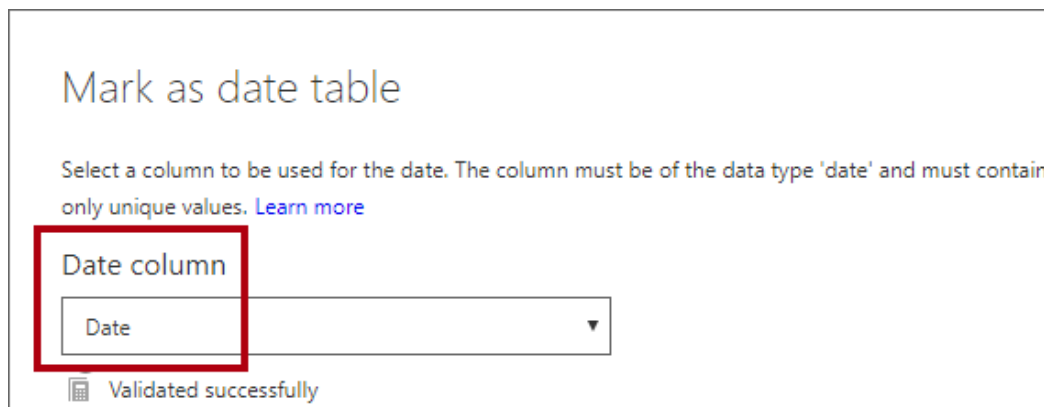 Mark as date table
Select a column to be used for the date. The column must be of the data type 'date' and must contain
only unique values. Learn more
Date column
Date
Validated successfully